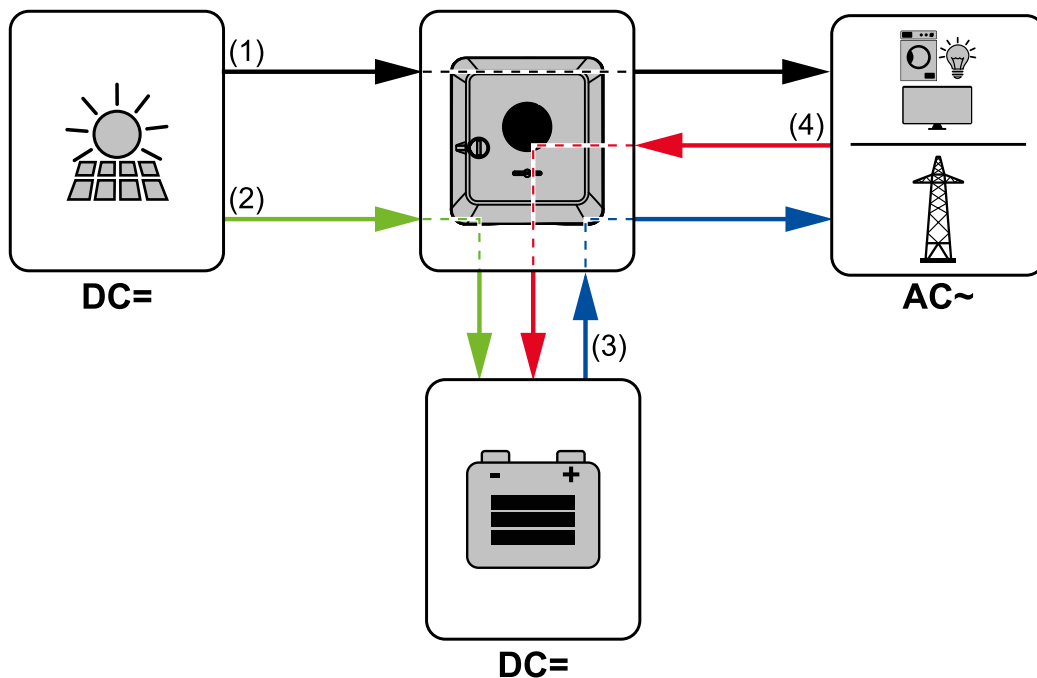 (1)
(4)
(2)
DC=
AC~
(3)
- +
DC=